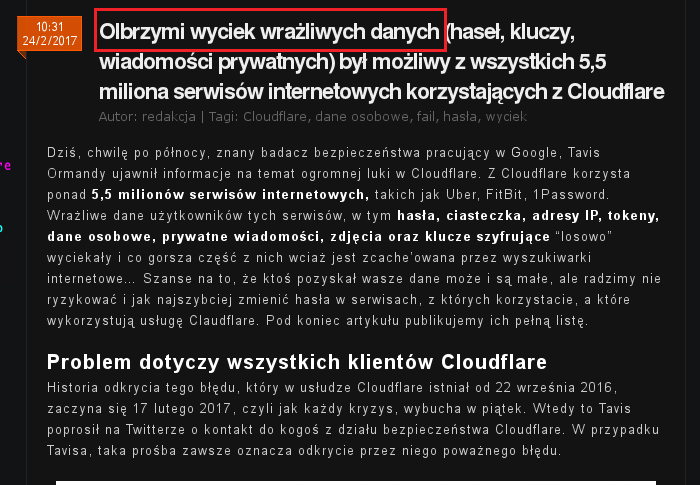 10:31
24/2/2017
Olbrzymi wyciek wrażliwych danych (haseł, kluczy,
wiadomości prywatnych) był możliwy z wszystkich 5,5
miliona serwisów internetowych korzystających z Cloudflare
Autor: redakcja | Tagi: Cloudflare, dane osobowe, fail, hasła, wyciek
Dziś, chwilę po północy, znany badacz bezpieczeństwa pracujący w Google, Tavis
Ormandy ujawnił informacje na temat ogromnej luki w Cloudflare. Z Cloudflare korzysta
ponad 5,5 milionów serwisów internetowych, takich jak Uber, FitBit, 1Password.
Wrażliwe dane użytkowników tych serwisów, w tym hasła, ciasteczka, adresy IP, tokeny,
dane osobowe, prywatne wiadomości, zdjęcia oraz klucze szyfrujące “losowo”
wyciekały i co gorsza część z nich wciaż jest zcache’owana przez wyszukiwarki
internetowe... Szanse na to, że ktoś pozyskał wasze dane może i są małe, ale radzimy nie
ryzykować i jak najszybciej zmienić hasła w serwisach, z których korzystacie, a które
wykorzystują usługę Claudflare. Pod koniec artykułu publikujemy ich pełną listę.
Problem dotyczy wszystkich klientów Cloudflare
Historia odkrycia tego błędu, który w usłudze Cloudflare istniał od 22 września 2016,
zaczyna się 17 lutego 2017, czyli jak każdy kryzys, wybucha w piątek. Wtedy to Tavis
poprosił na Twitterze o kontakt do kogoś z działu bezpieczeństwa Cloudflare. W przypadku
Tavisa, taka prośba zawsze oznacza odkrycie przez niego poważnego błędu.